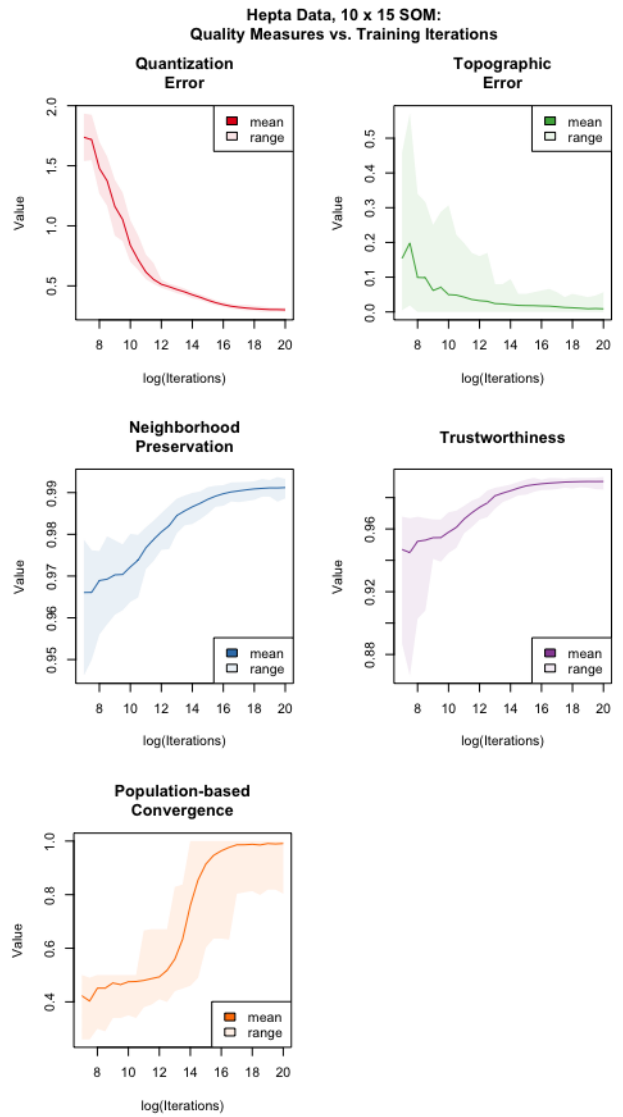 Hepta Data, 10 x 15 SOM:
Quality Measures vs. Training Iterations
Quantization
Error
Value
2.0
1.5
1.0
0.5
mean
range
8 10 12 14 16 18 20
log(Iterations)
Topographic
Error
Value
0.5
0.4
0.3
0.2
0.1
0.0
mean
range
8 10 12 14 16 18 20
log(Iterations)
Neighborhood
Preservation
Value
0.99
0.98
0.97
0.96
0.95
mean
range
8 10 12 14 16 18 20
log(Iterations)
Trustworthiness
Value
0.96
0.92
0.88
mean
range
8 10 12 14 16 18 20
log(Iterations)
Population-based
Convergence
Value
1.0
0.8
0.6
0.4
mean
range
8 10 12 14 16 18 20
log(Iterations)